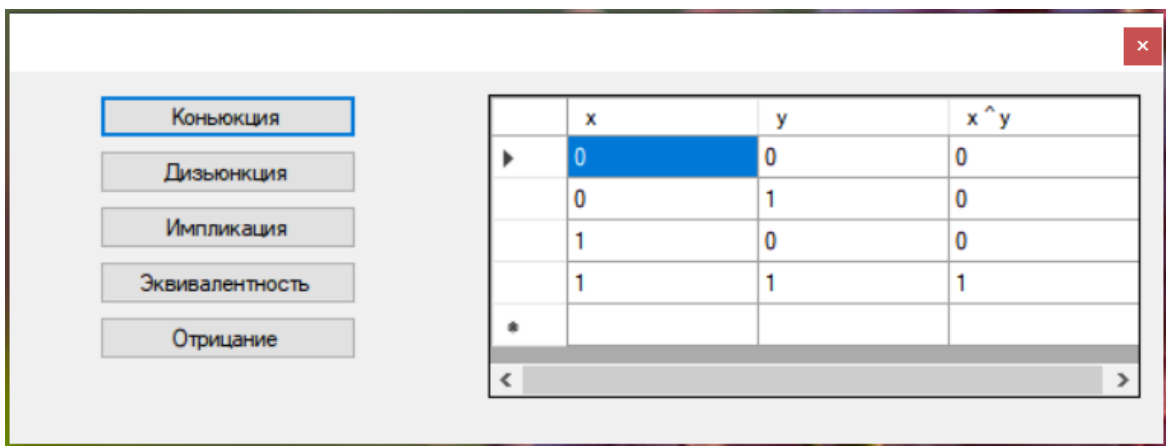 Коньюкция
Дизьюнкция
Импликация
Эквивалентность
Отрицание
x y x^y
0 0 0
0 1 0
1 0 0
1 1 1